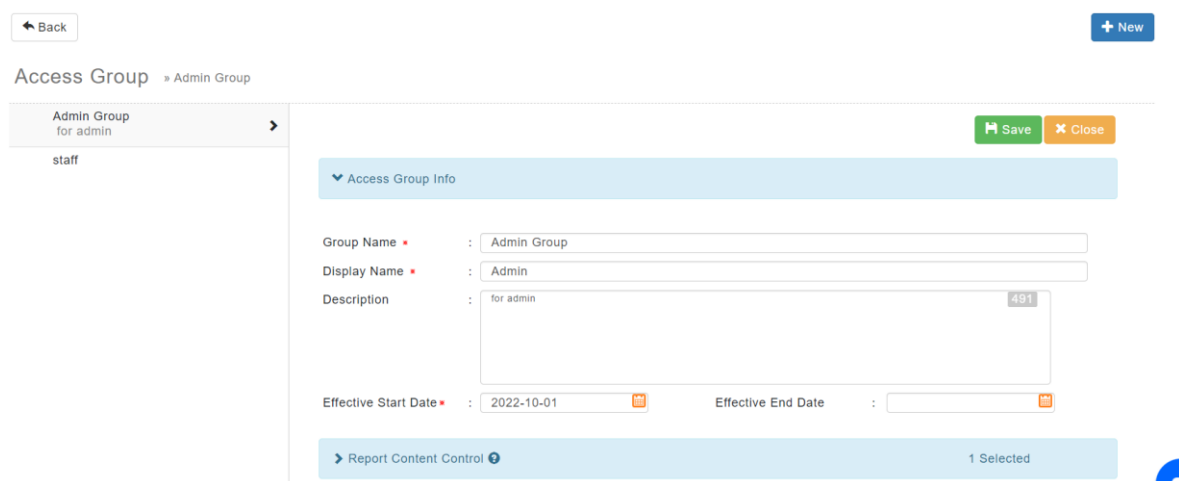 Back
New
Access Group » Admin Group
Admin Group
for admin
staff
Save
Close
Access Group Info
Group Name * : Admin Group
Display Name * : Admin
Description : for admin 491
Effective Start Date * : 2022-10-01 Effective End Date :
Report Content Control ? 1 Selected